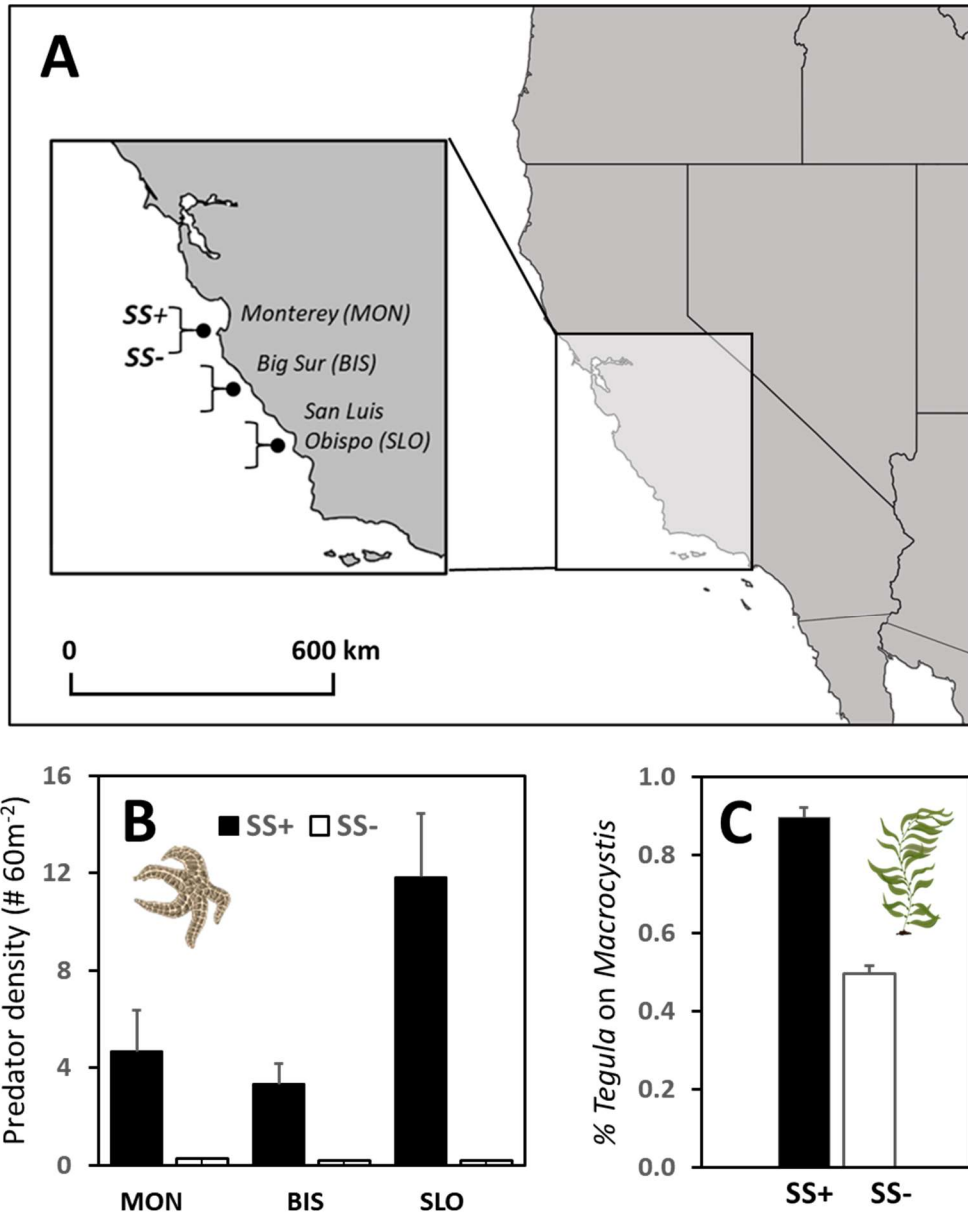 A
SS+
SS-
Monterey (MON)
Big Sur (BIS)
San Luis
Obispo (SLO)
0 600 km
B
SS+ SS-
Predator density (# 60m⁻²)
16
12
8
4
0
MON BIS SLO
C
% Tegula on Macrocystis
1.0
0.8
0.6
0.4
0.2
0.0
SS+ SS-